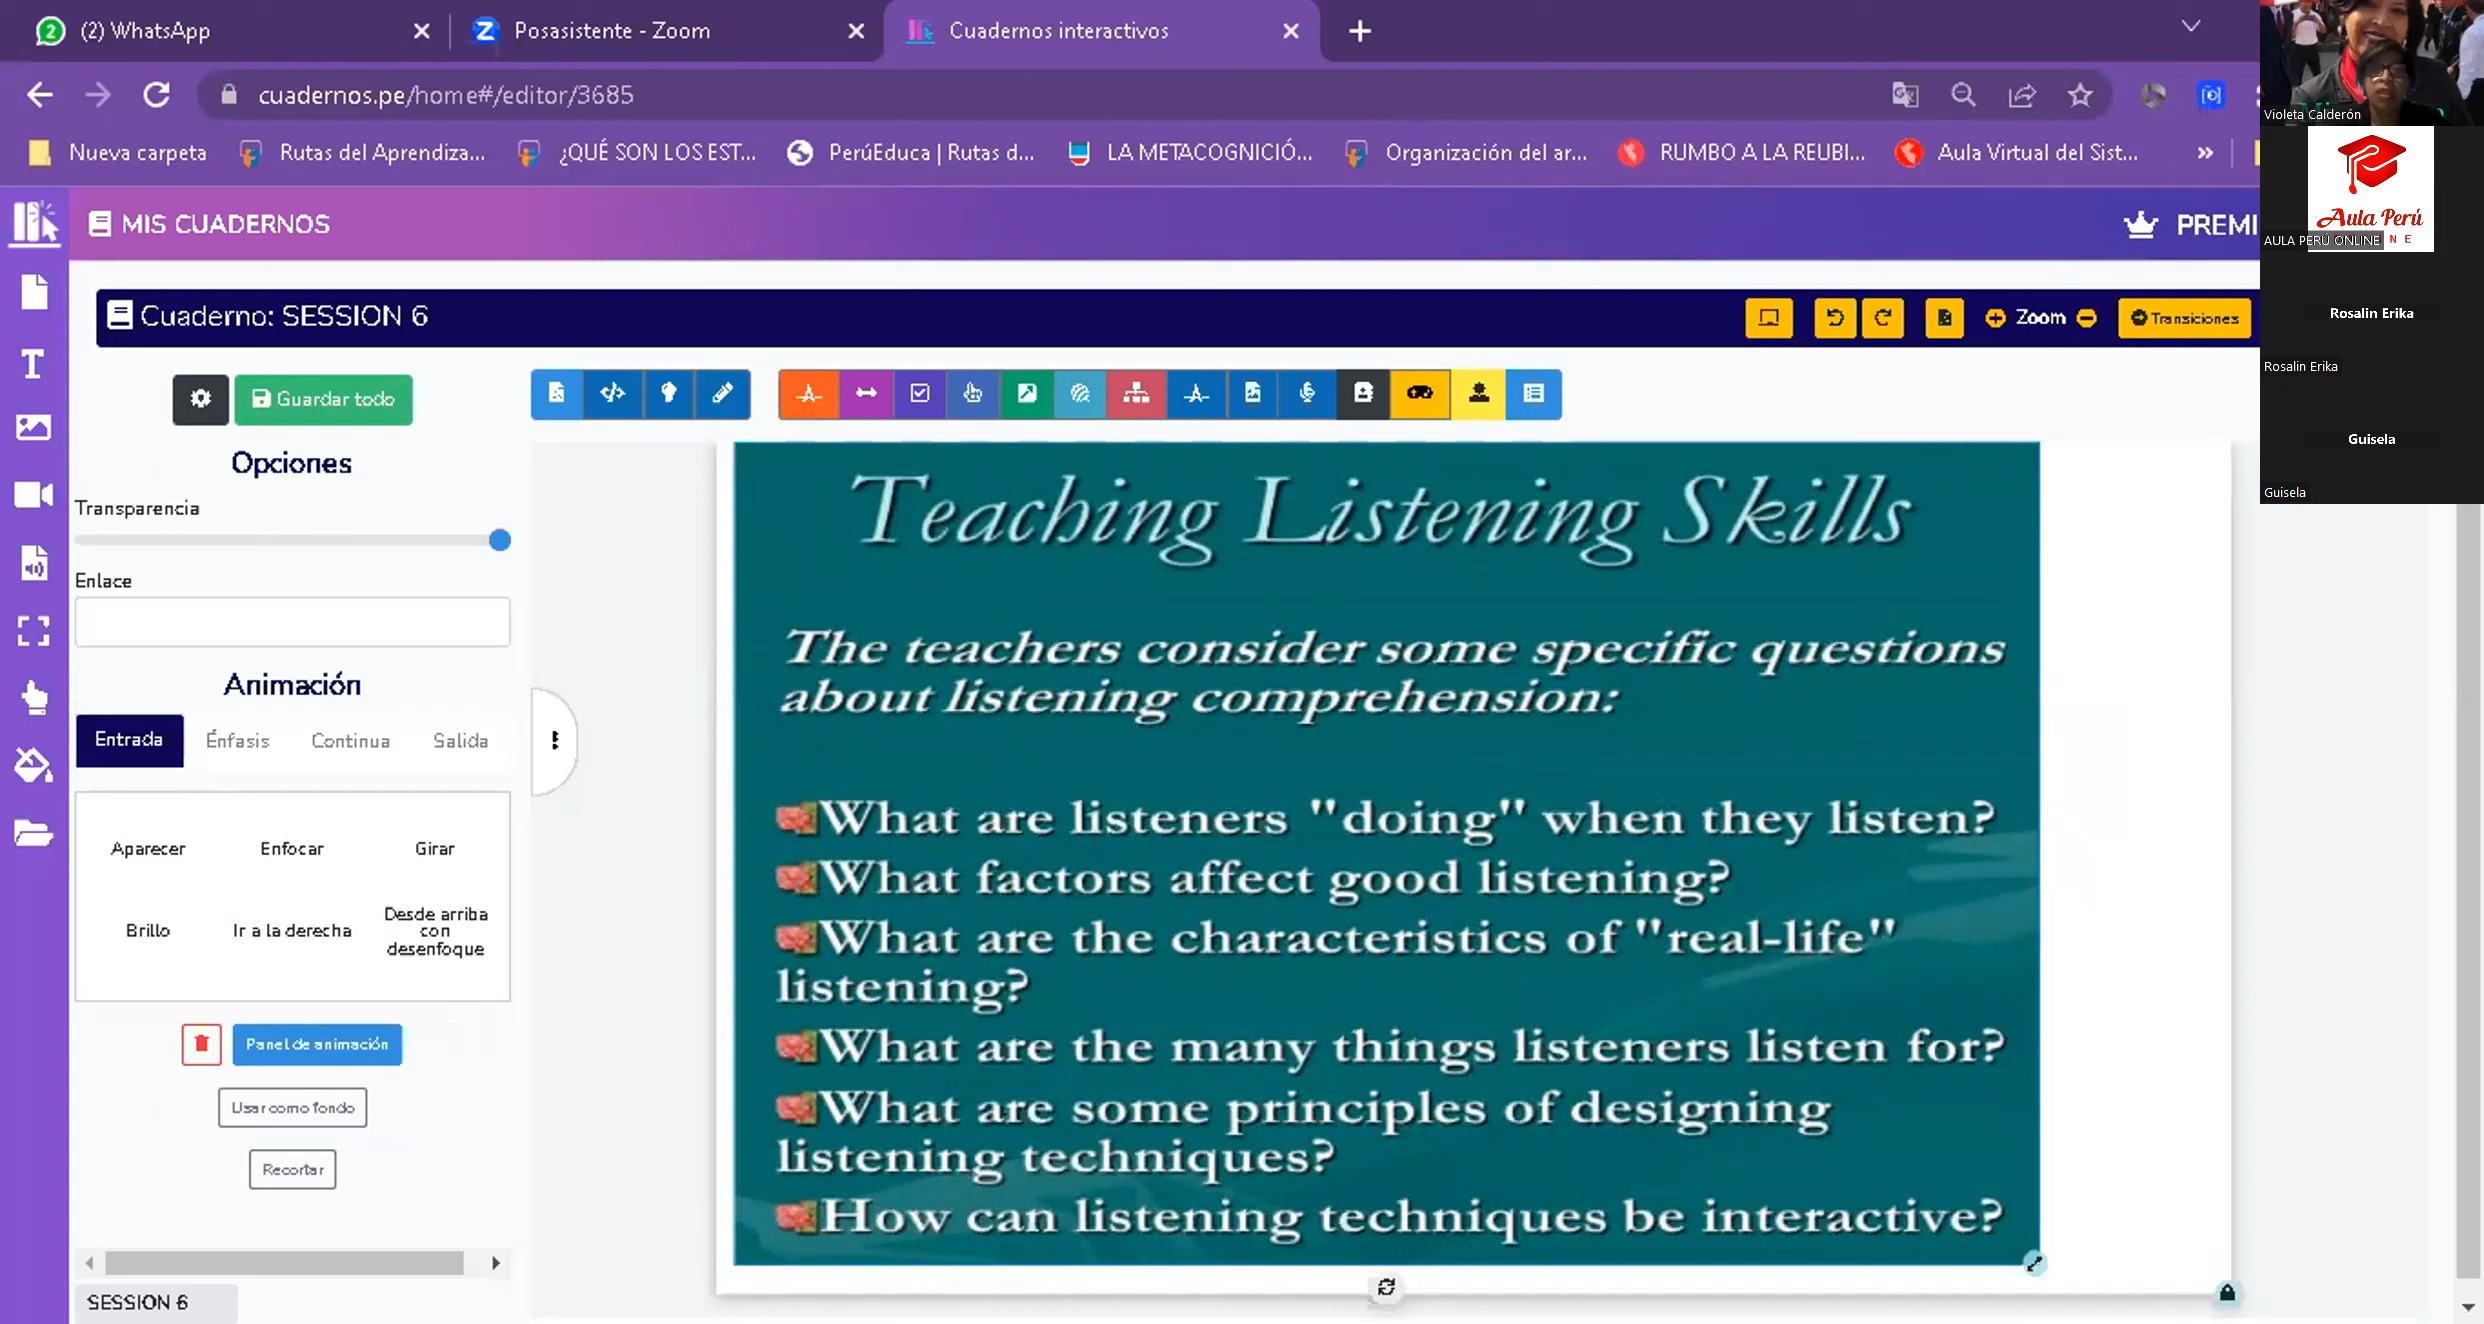 (2) WhatsApp
Posasistente - Zoom
Cuadernos interactivos
cuadernos.pe/home#/editor/3685
Nueva carpeta
Rutas del Aprendiza...
¿QUÉ SON LOS EST...
PerúEduca | Rutas d...
LA METACOGNICIÓ...
Organización del ar...
RUMBO A LA REUBI...
Aula Virtual del Sist...
»
Violeta Calderón
Aula Perú
AULA PERÚ ONLINE
N E
Rosalin Erika
Rosalin Erika
Guisela
Guisela
MIS CUADERNOS
PREMI
Cuaderno: SESSION 6
Zoom
Transiciones
Guardar todo
Opciones
Transparencia
Enlace
Animación
Entrada
Énfasis
Continua
Salida
Aparecer
Enfocar
Girar
Brillo
Ir a la derecha
Desde arriba
con
desenfoque
Panel de animación
Usar como fondo
Recortar
SESSION 6
Teaching Listening Skills
The teachers consider some specific questions
about listening comprehension:
What are listeners "doing" when they listen?
What factors affect good listening?
What are the characteristics of "real-life"
listening?
What are the many things listeners listen for?
What are some principles of designing
listening techniques?
How can listening techniques be interactive?